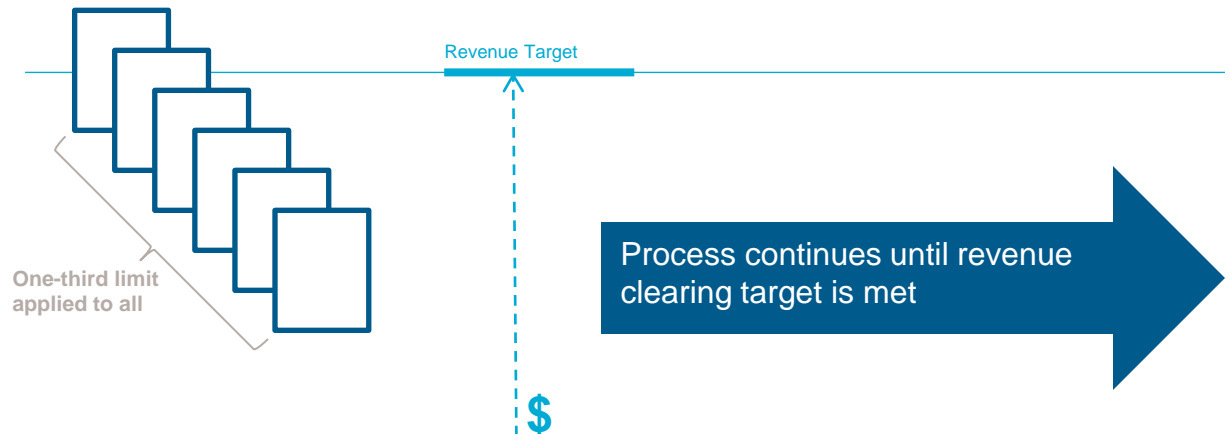 Revenue Target
One-third limit
applied to all
Process continues until revenue
clearing target is met
$